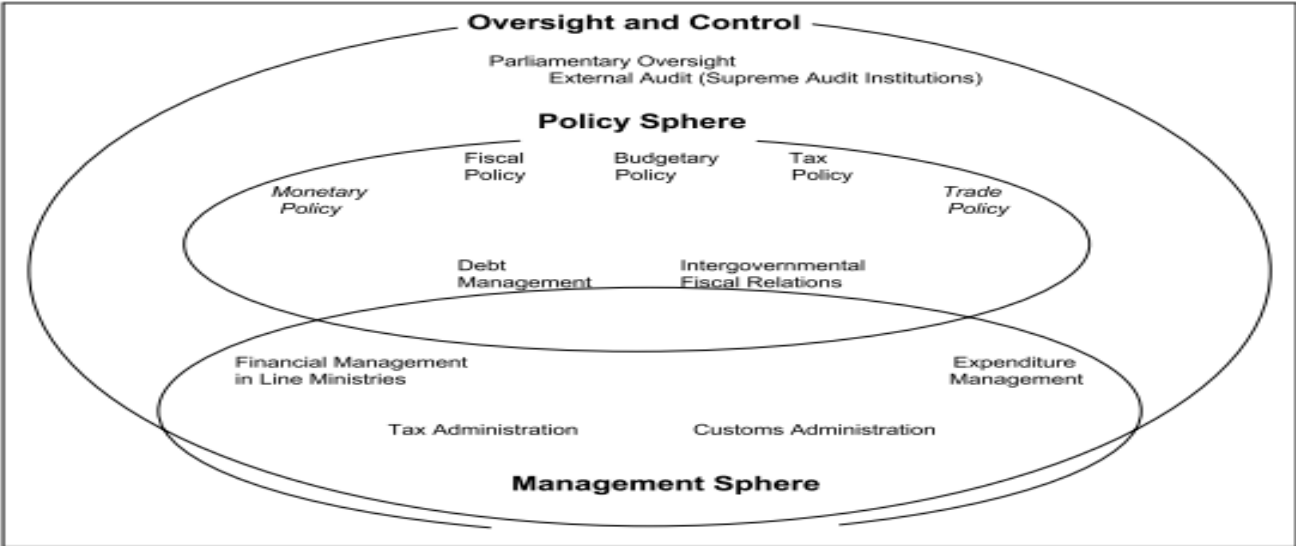 Oversight and Control
Parliamentary Oversight
External Audit (Supreme Audit Institutions)
Policy Sphere
Fiscal
Policy
Budgetary
Policy
Tax
Policy
Monetary
Policy
Trade
Policy
Debt
Management
Intergovernmental
Fiscal Relations
Financial Management
in Line Ministries
Expenditure
Management
Tax Administration
Customs Administration
Management Sphere